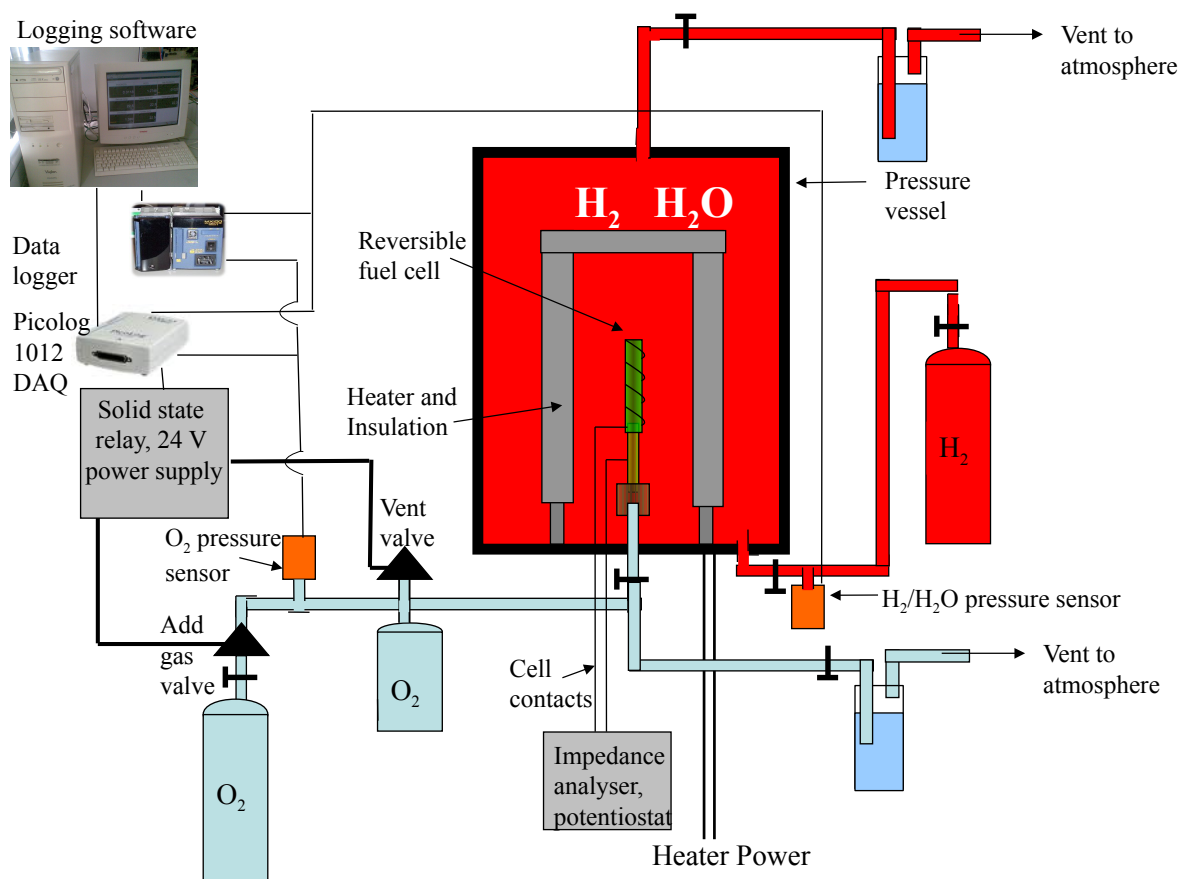 Logging software
Vent to
atmosphere
Pressure
vessel
H₂ H₂O
Reversible
fuel cell
Data
logger
Picolog
1012
DAQ
Heater and
Insulation
Solid state
relay, 24 V
power supply
H₂
Vent
valve
O₂ pressure
sensor
H₂/H₂O pressure sensor
Add
gas
valve
O₂
Cell
contacts
Vent to
atmosphere
O₂
Impedance
analyser,
potentiostat
Heater Power